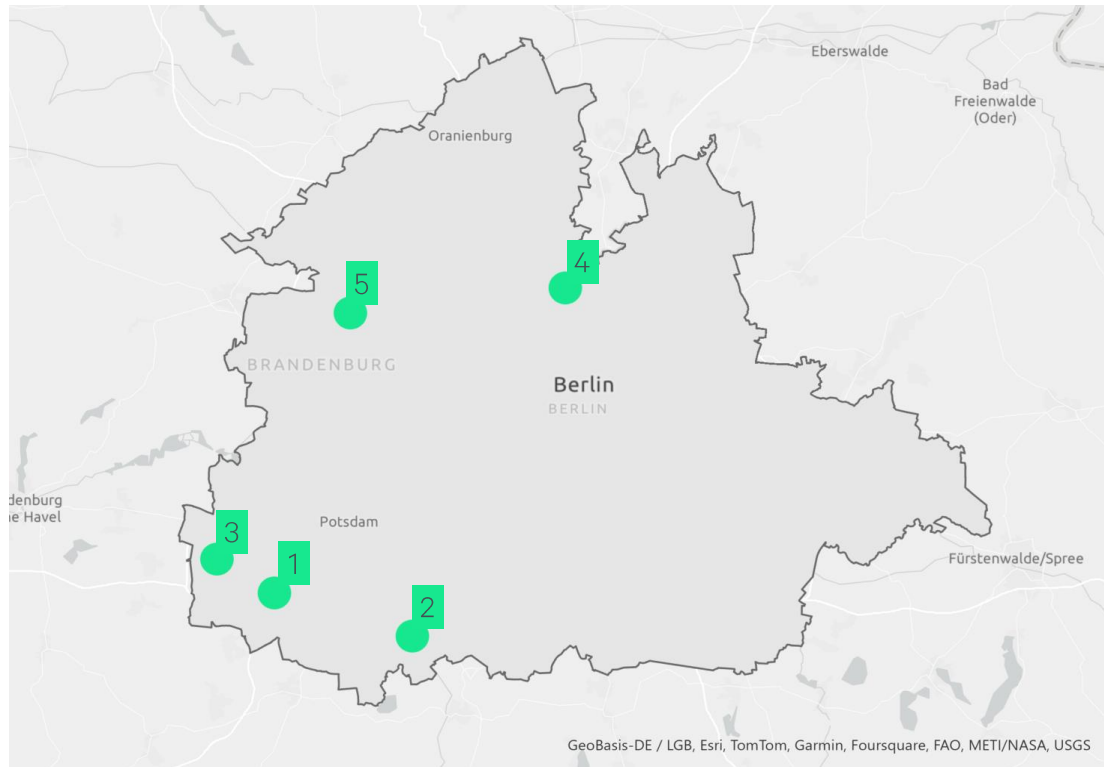 Eberswalde
Bad
Freienwalde
(Oder)
Oranienburg
4
5
BRANDENBURG
Berlin
BERLIN
denburg
e Havel
Potsdam
3
1
2
Fürstenwalde/Spree
GeoBasis-DE / LGB, Esri, TomTom, Garmin, Foursquare, FAO, METI/NASA, USGS